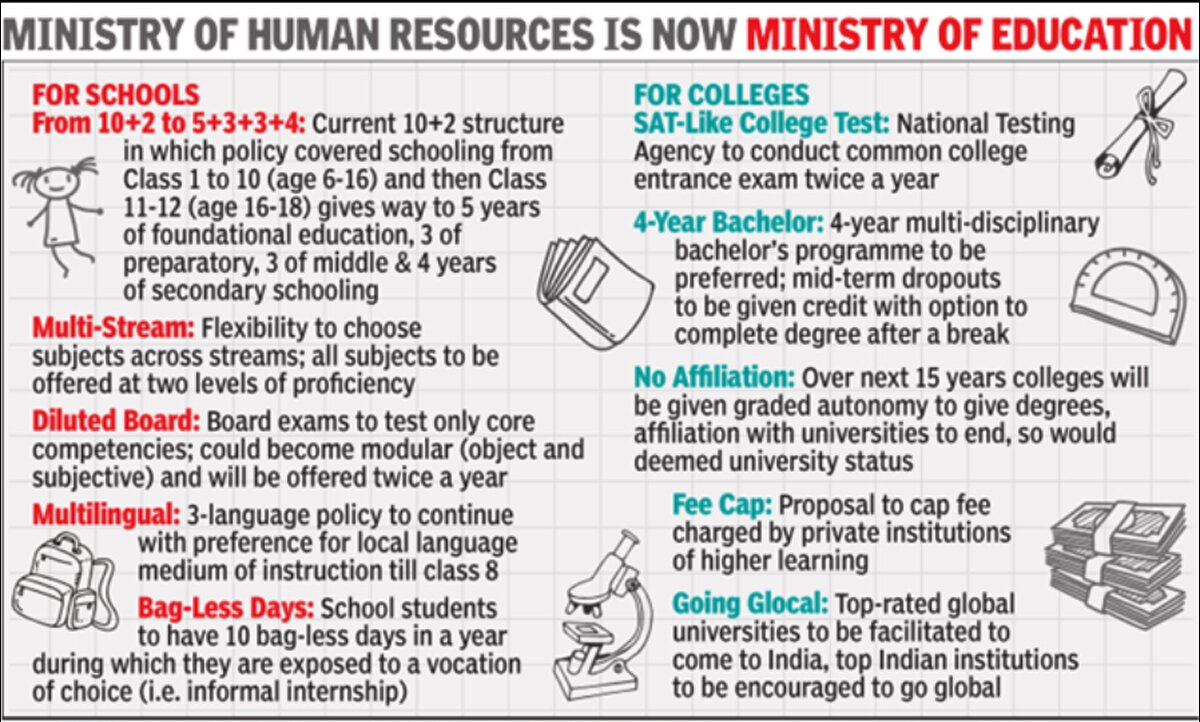 MINISTRY OF HUMAN RESOURCES IS NOW MINISTRY OF EDUCATION
FOR SCHOOLS
From 10+2 to 5+3+3+4: Current 10+2 structure
in which policy covered schooling from
Class 1 to 10 (age 6-16) and then Class
11-12 (age 16-18) gives way to 5 years
of foundational education, 3 of
preparatory, 3 of middle & 4 years
of secondary schooling
Multi-Stream: Flexibility to choose
subjects across streams; all subjects to be
offered at two levels of proficiency
Diluted Board: Board exams to test only core
competencies; could become modular (object and
subjective) and will be offered twice a year
Multilingual: 3-language policy to continue
with preference for local language
medium of instruction till class 8
Bag-Less Days: School students
to have 10 bag-less days in a year
during which they are exposed to a vocation
of choice (i.e. informal internship)
FOR COLLEGES
SAT-Like College Test: National Testing
Agency to conduct common college
entrance exam twice a year
4-Year Bachelor: 4-year multi-disciplinary
bachelor's programme to be
preferred; mid-term dropouts
to be given credit with option to
complete degree after a break
No Affiliation: Over next 15 years colleges will
be given graded autonomy to give degrees,
affiliation with universities to end, so would
deemed university status
Fee Cap: Proposal to cap fee
charged by private institutions
of higher learning
Going Glocal: Top-rated global
universities to be facilitated to
come to India, top Indian institutions
to be encouraged to go global